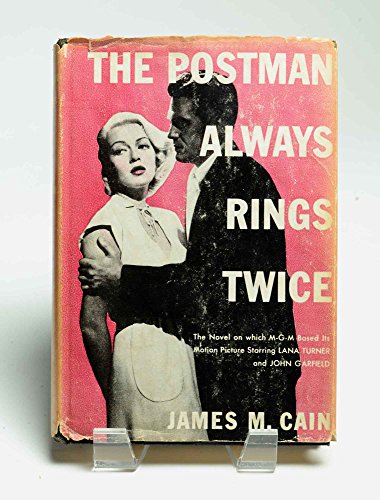 THE POSTMAN
ALWAYS
RINGS
TWICE
The Novel on which M-G-M Based Its
Motion Picture Starring LANA TURNER
and JOHN GARFIELD
JAMES M. CAIN